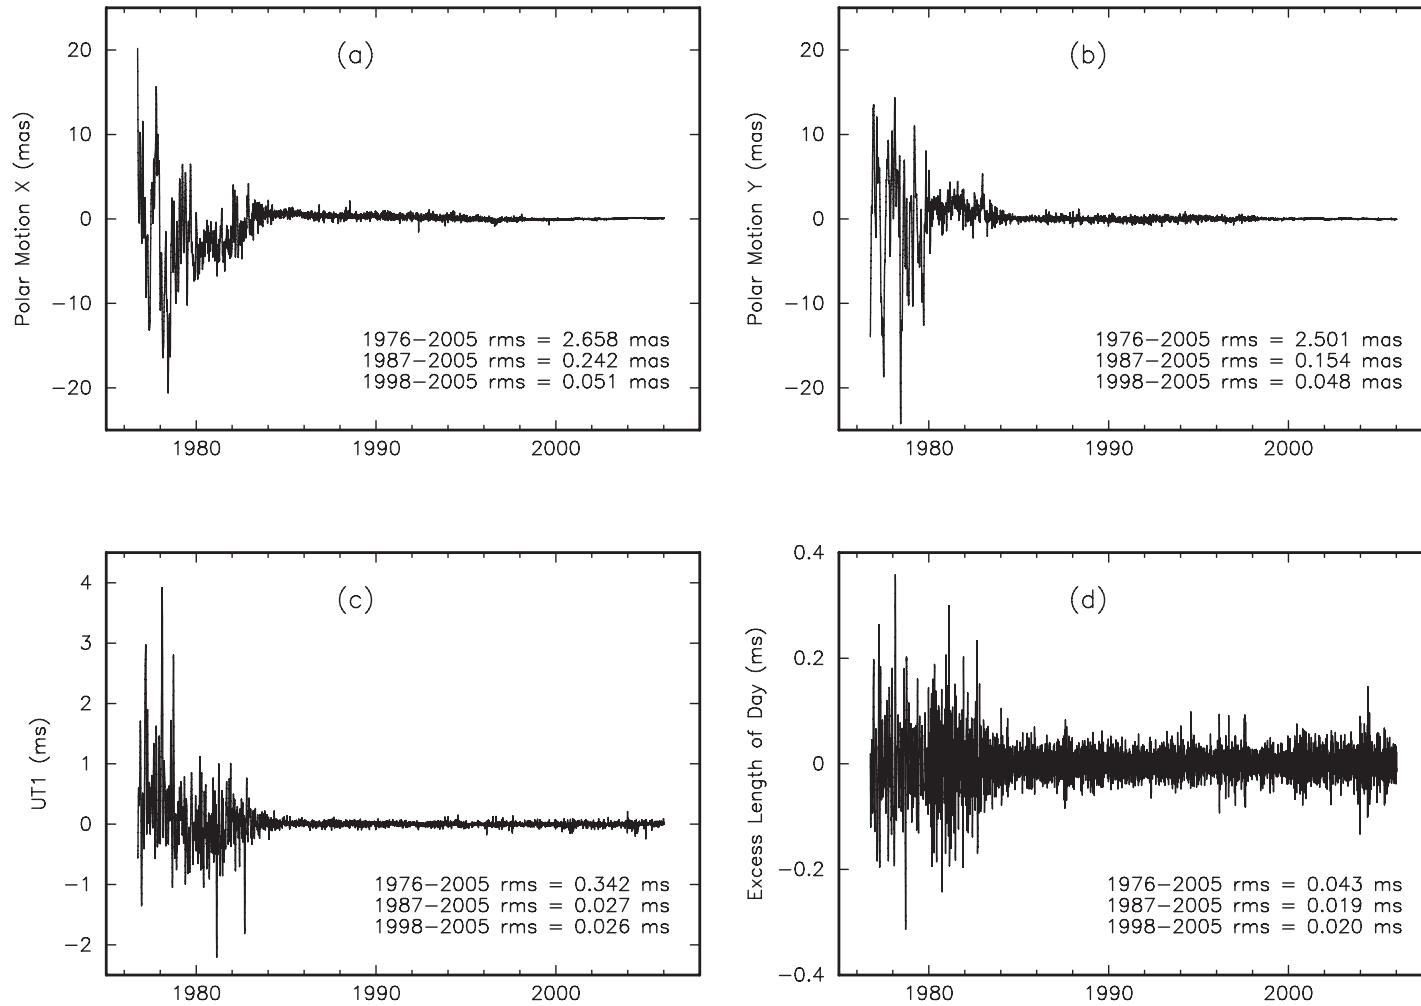 (a)
Polar Motion X (mas)
20
10
0
−10
−20
1976−2005 rms = 2.658 mas
1987−2005 rms = 0.242 mas
1998−2005 rms = 0.051 mas
1980 1990 2000
(b)
Polar Motion Y (mas)
20
10
0
−10
−20
1976−2005 rms = 2.501 mas
1987−2005 rms = 0.154 mas
1998−2005 rms = 0.048 mas
1980 1990 2000
(c)
UT1 (ms)
4
3
2
1
0
−1
−2
1976−2005 rms = 0.342 ms
1987−2005 rms = 0.027 ms
1998−2005 rms = 0.026 ms
1980 1990 2000
(d)
Excess Length of Day (ms)
0.4
0.2
0
−0.2
−0.4
1976−2005 rms = 0.043 ms
1987−2005 rms = 0.019 ms
1998−2005 rms = 0.020 ms
1980 1990 2000